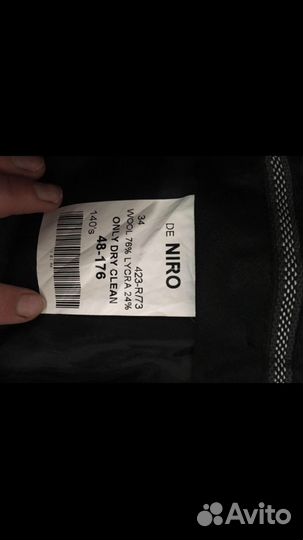 DE NIRO
34 423-R/73
WOOL 76% LYCRA 24%
ONLY DRY CLEAN
48-176
140's
Avito